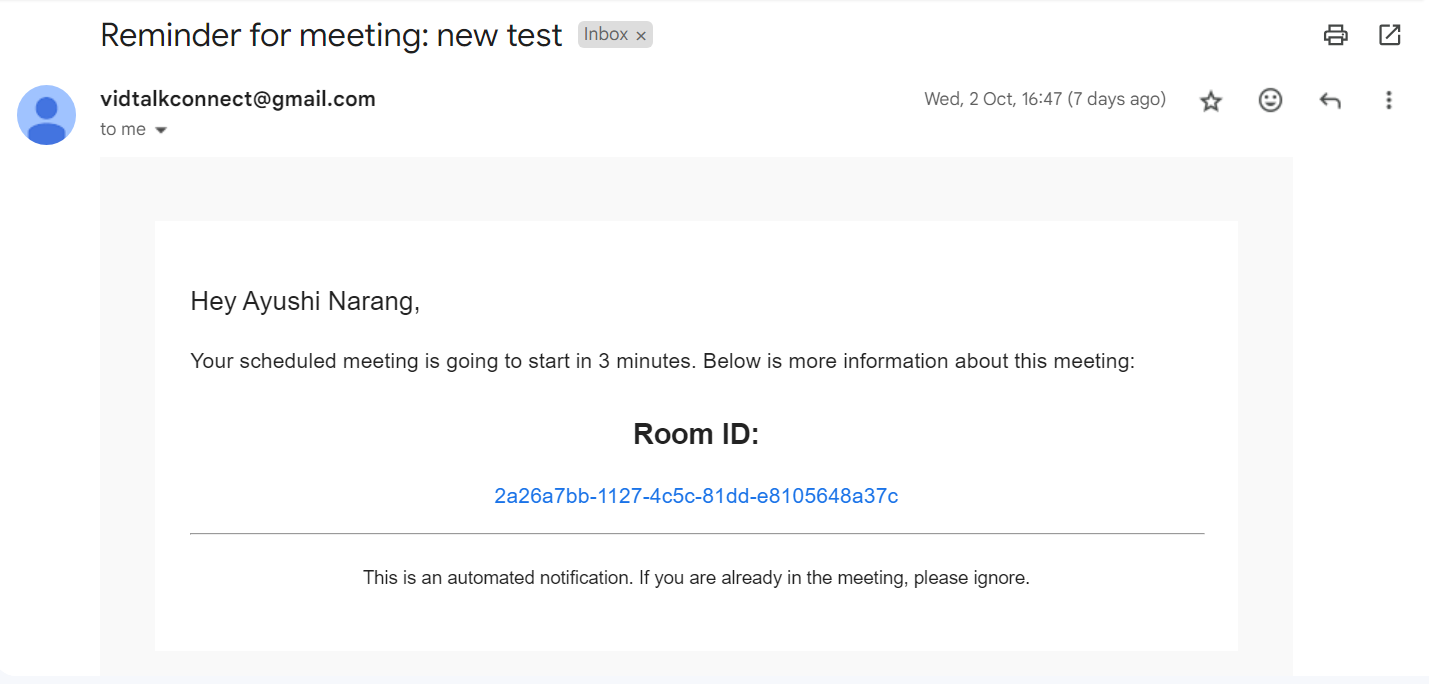 Reminder for meeting: new test Inbox ×
vidtalkconnect@gmail.com Wed, 2 Oct, 16:47 (7 days ago)
to me
Hey Ayushi Narang,
Your scheduled meeting is going to start in 3 minutes. Below is more information about this meeting:
Room ID:
2a26a7bb-1127-4c5c-81dd-e8105648a37c
This is an automated notification. If you are already in the meeting, please ignore.